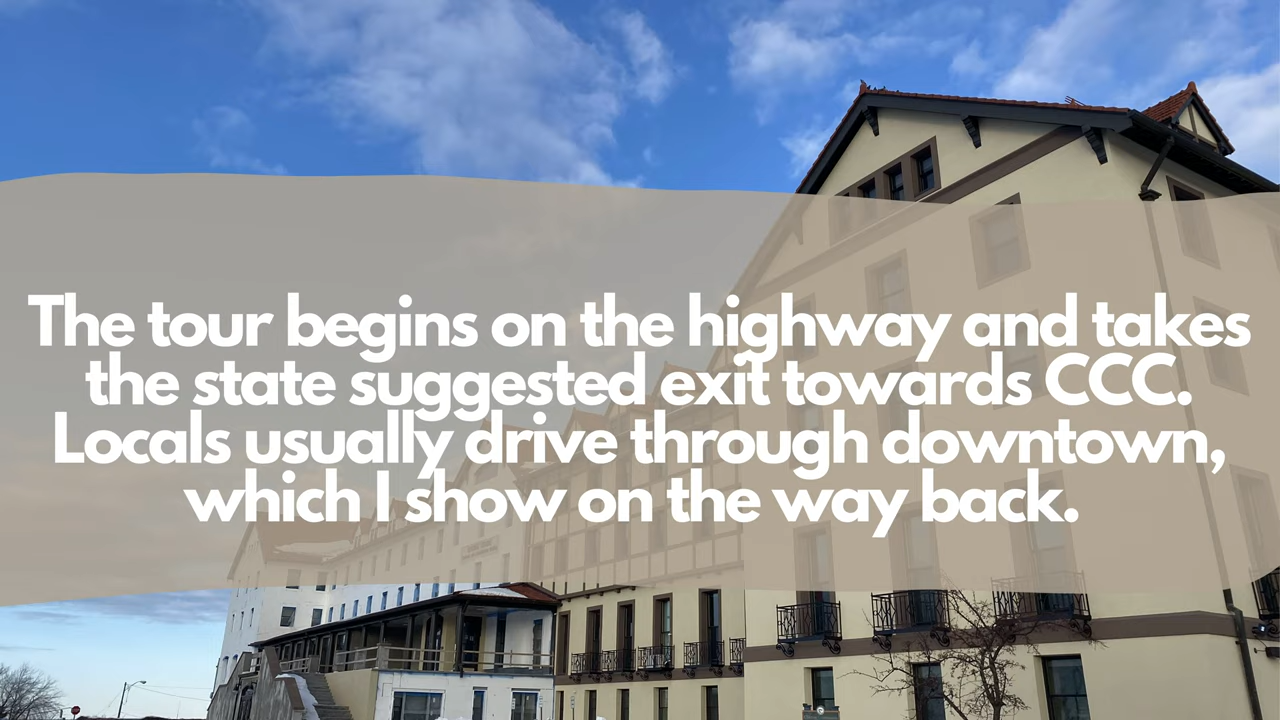 The tour begins on the highway and takes
the state suggested exit towards CCC.
Locals usually drive through downtown,
which I show on the way back.